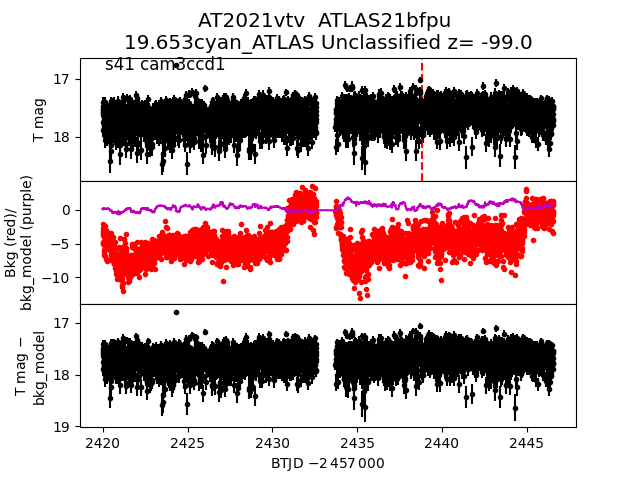 AT2021vtv ATLAS21bfpu
19.653cyan_ATLAS Unclassified z= -99.0
s41 cam3ccd1
17
18
T mag
0
−5
−10
Bkg (red)/
bkg_model (purple)
17
18
19
T mag −
bkg_model
2420 2425 2430 2435 2440 2445
BTJD −2 457 000